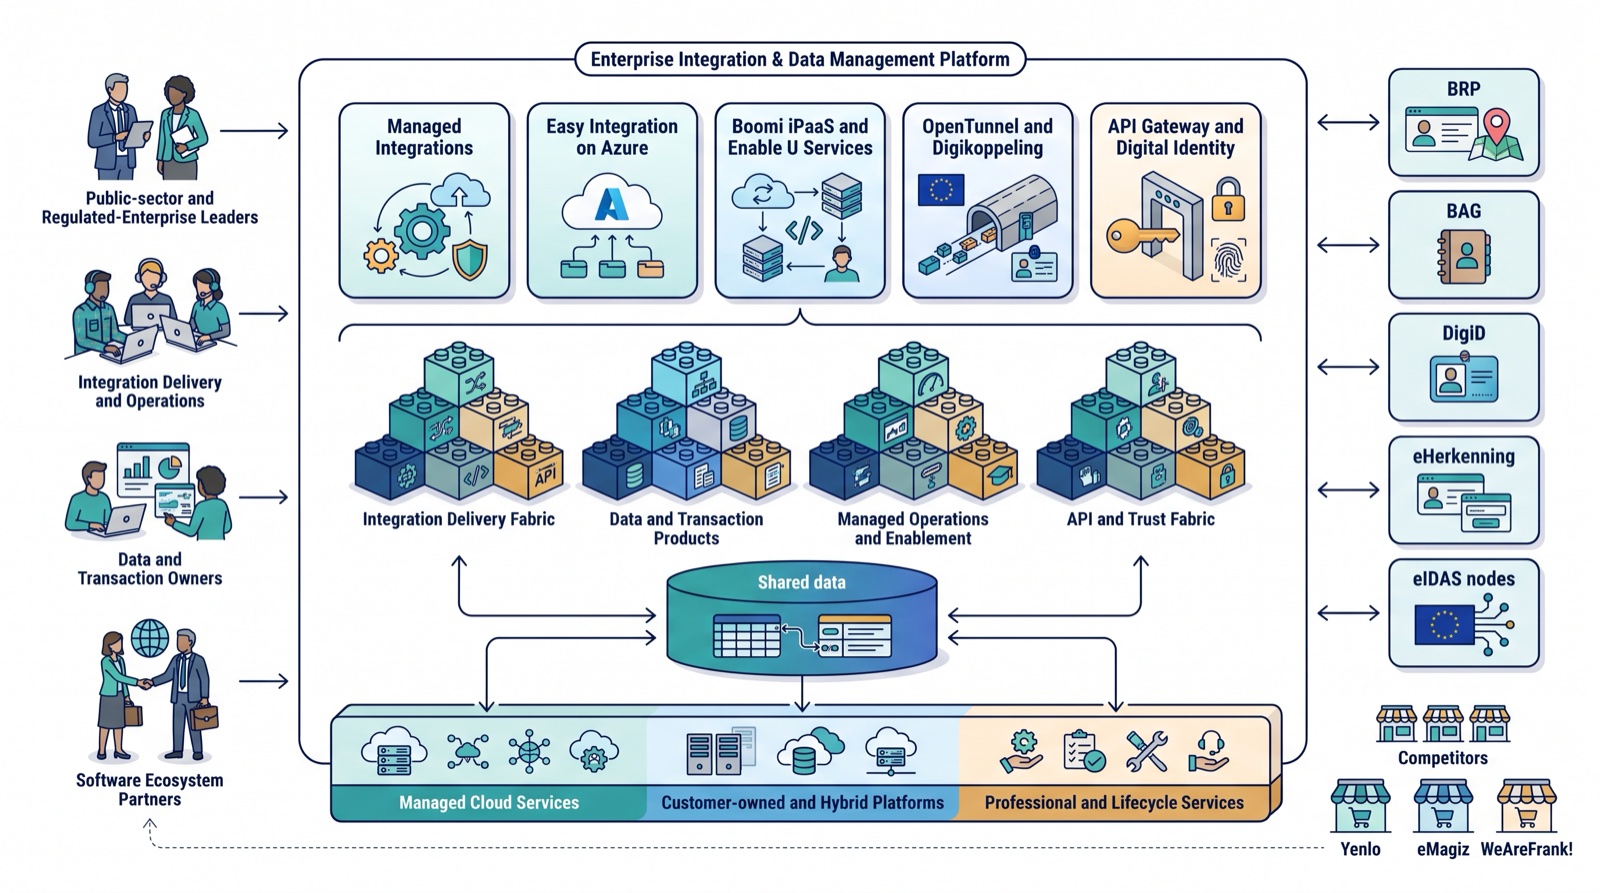 Enterprise Integration & Data Management Platform
Public-sector and
Regulated-Enterprise Leaders
Integration Delivery
and Operations
Data and
Transaction Owners
Software Ecosystem
Partners
Managed
Integrations
Easy Integration
on Azure
Boomi iPaaS and
Enable U Services
</>
OpenTunnel and
Digikoppeling
API Gateway and
Digital Identity
</>
API
Integration Delivery Fabric
Data and Transaction
Products
Managed Operations
and Enablement
API and Trust Fabric
Shared data
Managed Cloud Services
Customer-owned and Hybrid Platforms
Professional and Lifecycle Services
BRP
BAG
DigiD
eHerkenning
eIDAS nodes
Competitors
Yenlo
eMagiz
WeAreFrank!